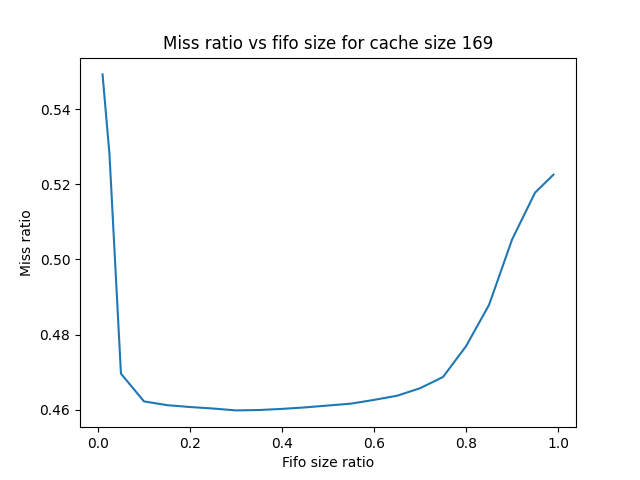 Miss ratio vs fifo size for cache size 169
0.54
0.52
0.50
0.48
0.46
Miss ratio
0.0 0.2 0.4 0.6 0.8 1.0
Fifo size ratio